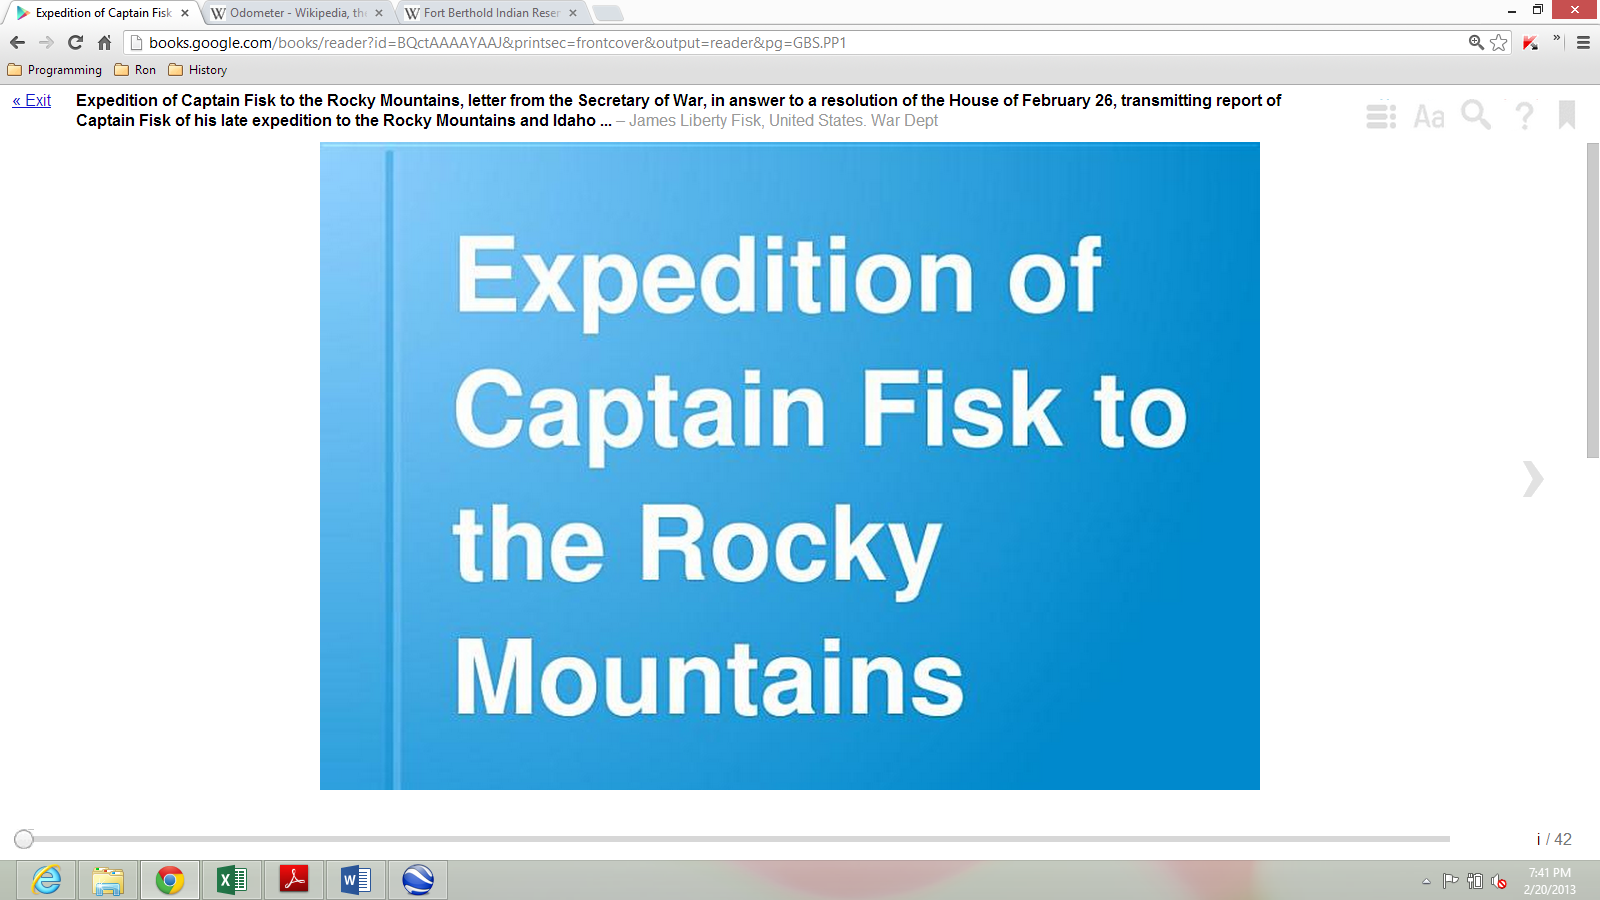 Expedition of Captain Fisk
Odometer - Wikipedia, the
Fort Berthold Indian Reser
books.google.com/books/reader?id=BQctAAAAYAAJ&printsec=frontcover&output=reader&pg=GBS.PP1
Programming Ron History
« Exit Expedition of Captain Fisk to the Rocky Mountains, letter from the Secretary of War, in answer to a resolution of the House of February 26, transmitting report of
Captain Fisk of his late expedition to the Rocky Mountains and Idaho ... – James Liberty Fisk, United States. War Dept
Aa ?
Expedition of
Captain Fisk to
the Rocky
Mountains
i / 42
7:41 PM
2/20/2013